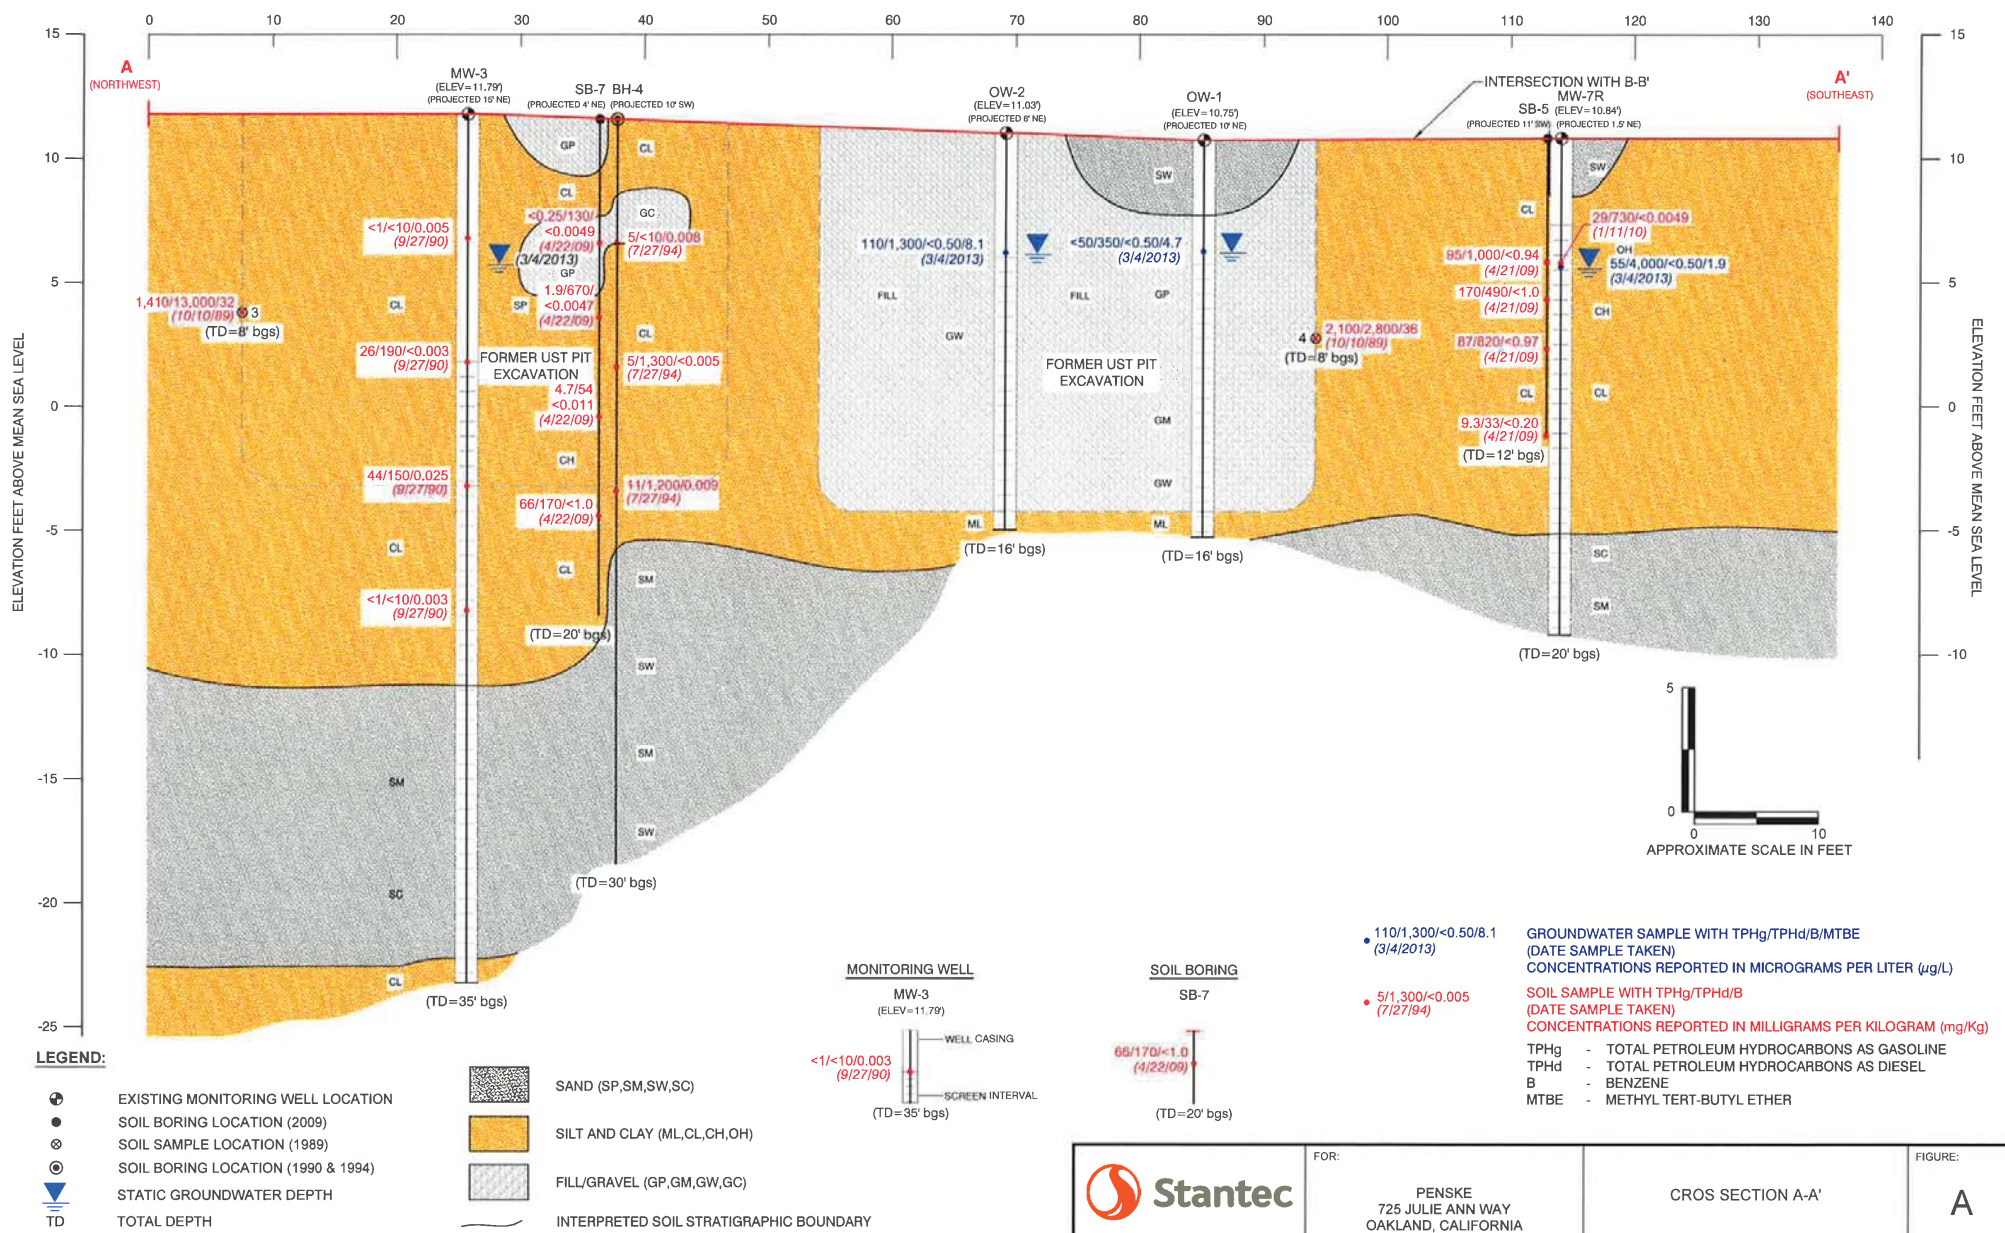 0 10 20 30 40 50 60 70 80 90 100 110 120 130 140
15
10
5
0
-5
-10
-15
-20
-25
ELEVATION FEET ABOVE MEAN SEA LEVEL
15
10
5
0
-5
-10
ELEVATION FEET ABOVE MEAN SEA LEVEL
A
(NORTHWEST)
A'
(SOUTHEAST)
MW-3
(ELEV=11.79')
(PROJECTED 15' NE)
SB-7
(PROJECTED 4' NE)
BH-4
(PROJECTED 10' SW)
OW-2
(ELEV=11.03')
(PROJECTED 6' NE)
OW-1
(ELEV=10.75')
(PROJECTED 10' NE)
INTERSECTION WITH B-B'
SB-5
(PROJECTED 11' SW)
MW-7R
(ELEV=10.84')
(PROJECTED 1.5' NE)
1,410/13,000/32
(10/10/89)
3
(TD=8' bgs)
<1/<10/0.005
(9/27/90)
CL
26/190/<0.003
(9/27/90)
44/150/0.025
(9/27/90)
CL
<1/<10/0.003
(9/27/90)
SM
SC
CL
(TD=35' bgs)
GP
CL
<0.25/130/
<0.0049
(4/22/09)
(3/4/2013)
GP
SP
1.9/670/
<0.0047
(4/22/09)
FORMER UST PIT
EXCAVATION
4.7/54
<0.011
(4/22/09)
CH
66/170/<1.0
(4/22/09)
CL
(TD=20' bgs)
CL
GC
5/<10/0.008
(7/27/94)
CL
5/1,300/<0.005
(7/27/94)
11/1,200/0.009
(7/27/94)
SM
SW
SM
SW
(TD=30' bgs)
110/1,300/<0.50/8.1
(3/4/2013)
FILL
GW
ML
(TD=16' bgs)
SW
<50/350/<0.50/4.7
(3/4/2013)
FILL
GP
FORMER UST PIT
EXCAVATION
GM
GW
ML
(TD=16' bgs)
4
2,100/2,800/36
(10/10/89)
(TD=8' bgs)
CL
95/1,000/<0.94
(4/21/09)
170/490/<1.0
(4/21/09)
87/820/<0.97
(4/21/09)
CL
9.3/33/<0.20
(4/21/09)
(TD=12' bgs)
SW
29/730/<0.0049
(1/11/10)
OH
55/4,000/<0.50/1.9
(3/4/2013)
CH
CL
SC
SM
(TD=20' bgs)
5
0
0 10
APPROXIMATE SCALE IN FEET
110/1,300/<0.50/8.1
(3/4/2013)
GROUNDWATER SAMPLE WITH TPHg/TPHd/B/MTBE
(DATE SAMPLE TAKEN)
CONCENTRATIONS REPORTED IN MICROGRAMS PER LITER (µg/L)
5/1,300/<0.005
(7/27/94)
SOIL SAMPLE WITH TPHg/TPHd/B
(DATE SAMPLE TAKEN)
CONCENTRATIONS REPORTED IN MILLIGRAMS PER KILOGRAM (mg/Kg)
TPHg - TOTAL PETROLEUM HYDROCARBONS AS GASOLINE
TPHd - TOTAL PETROLEUM HYDROCARBONS AS DIESEL
B - BENZENE
MTBE - METHYL TERT-BUTYL ETHER
MONITORING WELL
MW-3
(ELEV=11.79')
WELL CASING
<1/<10/0.003
(9/27/90)
SCREEN INTERVAL
(TD=35' bgs)
SOIL BORING
SB-7
66/170/<1.0
(4/22/09)
(TD=20' bgs)
LEGEND:
EXISTING MONITORING WELL LOCATION
SOIL BORING LOCATION (2009)
SOIL SAMPLE LOCATION (1989)
SOIL BORING LOCATION (1990 & 1994)
STATIC GROUNDWATER DEPTH
TD TOTAL DEPTH
SAND (SP,SM,SW,SC)
SILT AND CLAY (ML,CL,CH,OH)
FILL/GRAVEL (GP,GM,GW,GC)
INTERPRETED SOIL STRATIGRAPHIC BOUNDARY
Stantec
FOR:
PENSKE
725 JULIE ANN WAY
OAKLAND, CALIFORNIA
CROS SECTION A-A'
FIGURE:
A